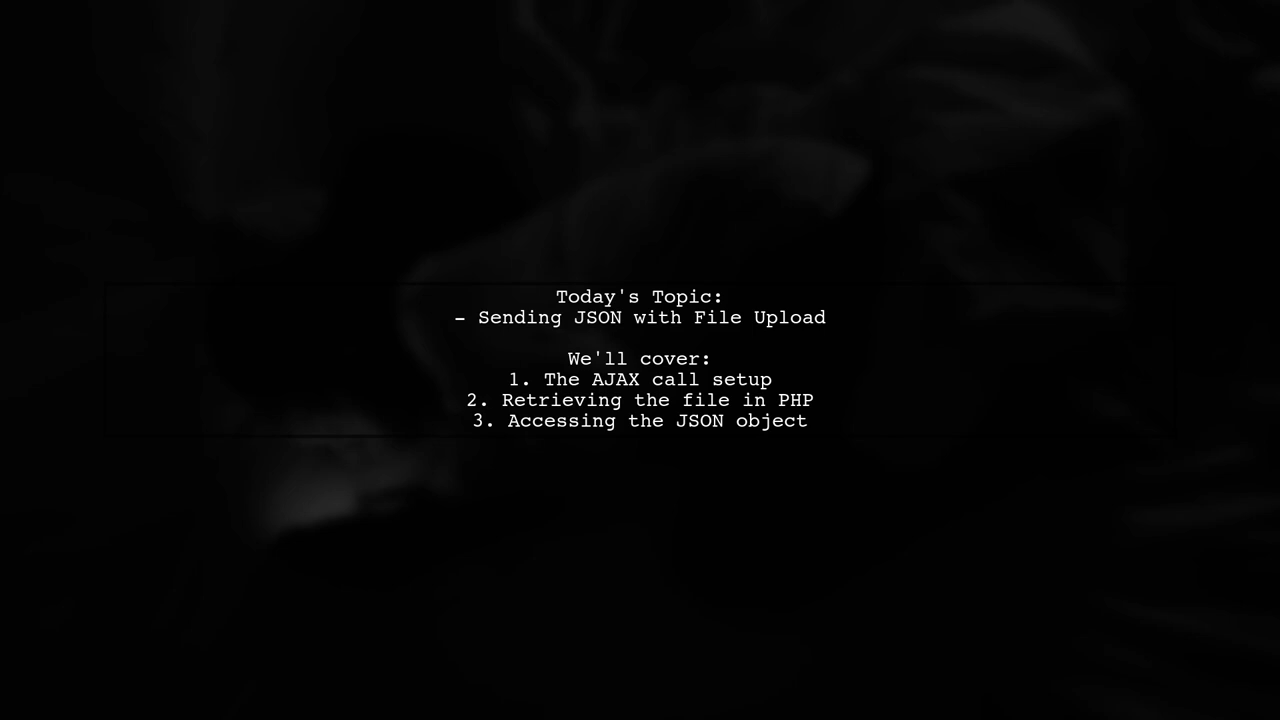 Today's Topic:
– Sending JSON with File Upload
We'll cover:
1. The AJAX call setup
2. Retrieving the file in PHP
3. Accessing the JSON object